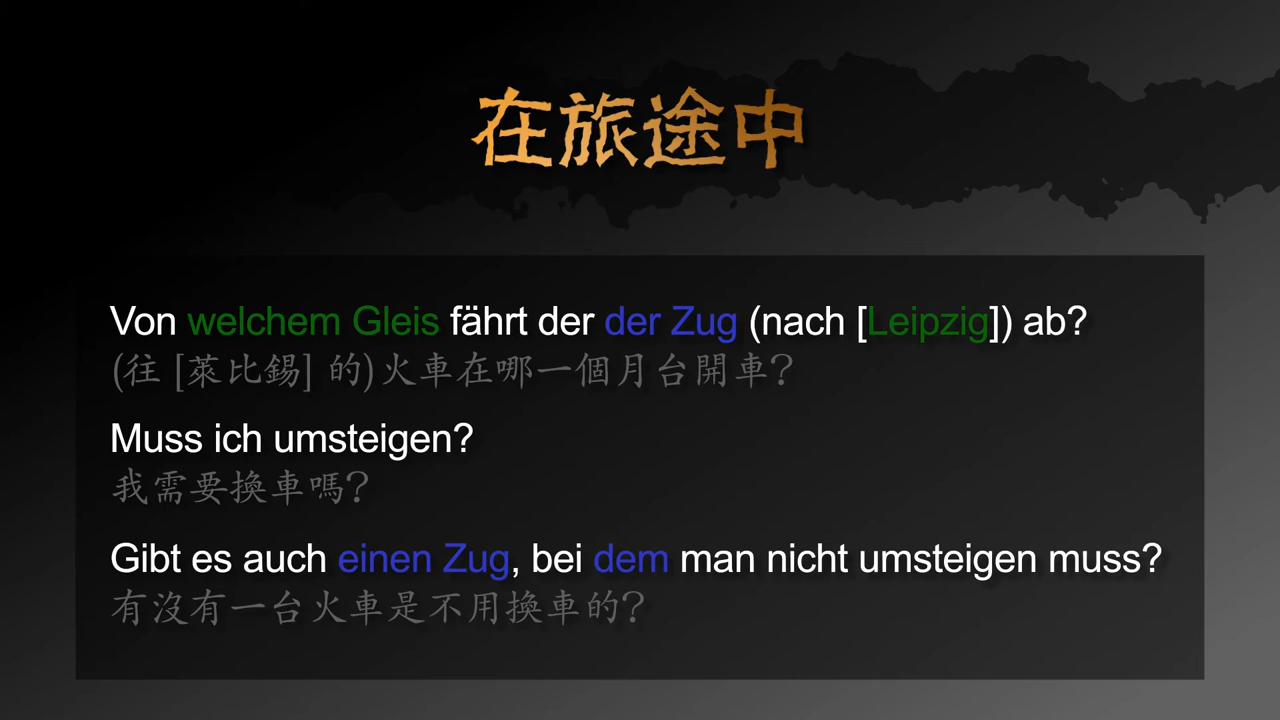 在旅途中
Von welchem Gleis fährt der der Zug (nach [Leipzig]) ab?
(往 [萊比錫] 的)火車在哪一個月台開車?
Muss ich umsteigen?
我需要換車嗎?
Gibt es auch einen Zug, bei dem man nicht umsteigen muss?
有沒有一台火車是不用換車的?